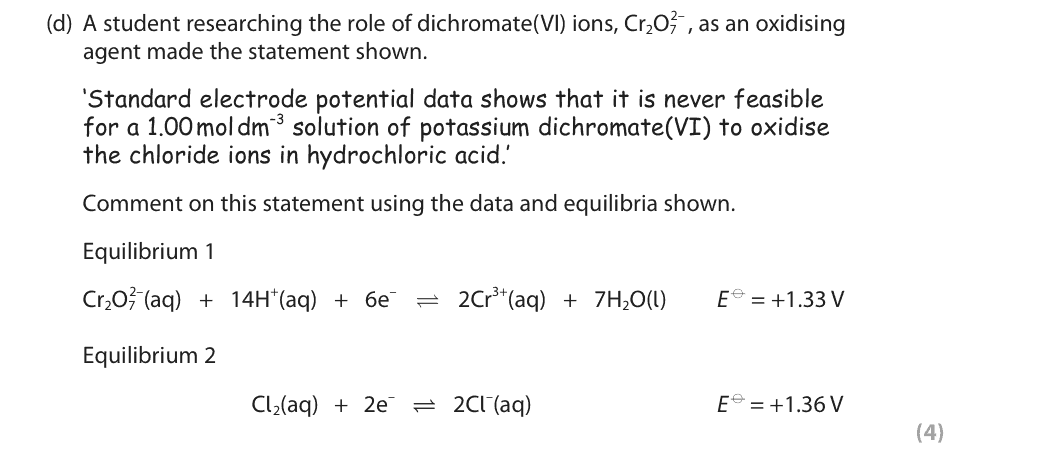 (d) A student researching the role of dichromate(VI) ions, Cr₂O₇²⁻, as an oxidising
agent made the statement shown.
'Standard electrode potential data shows that it is never feasible
for a 1.00 mol dm⁻³ solution of potassium dichromate(VI) to oxidise
the chloride ions in hydrochloric acid.'
Comment on this statement using the data and equilibria shown.
Equilibrium 1
Cr₂O₇²⁻(aq) + 14H⁺(aq) + 6e⁻ ⇌ 2Cr³⁺(aq) + 7H₂O(l) E⦵ = +1.33 V
Equilibrium 2
Cl₂(aq) + 2e⁻ ⇌ 2Cl⁻(aq) E⦵ = +1.36 V
(4)